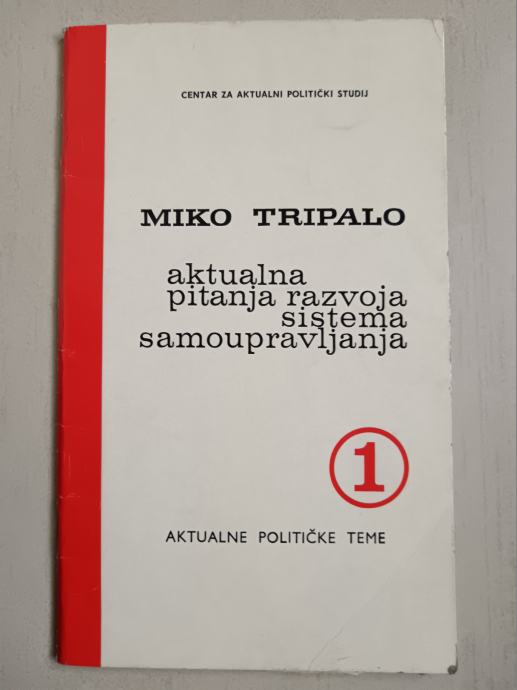 CENTAR ZA AKTUALNI POLITIČKI STUDIJ
MIKO TRIPALO
aktualna
pitanja razvoja
sistema
samoupravljanja
1
AKTUALNE POLITIČKE TEME